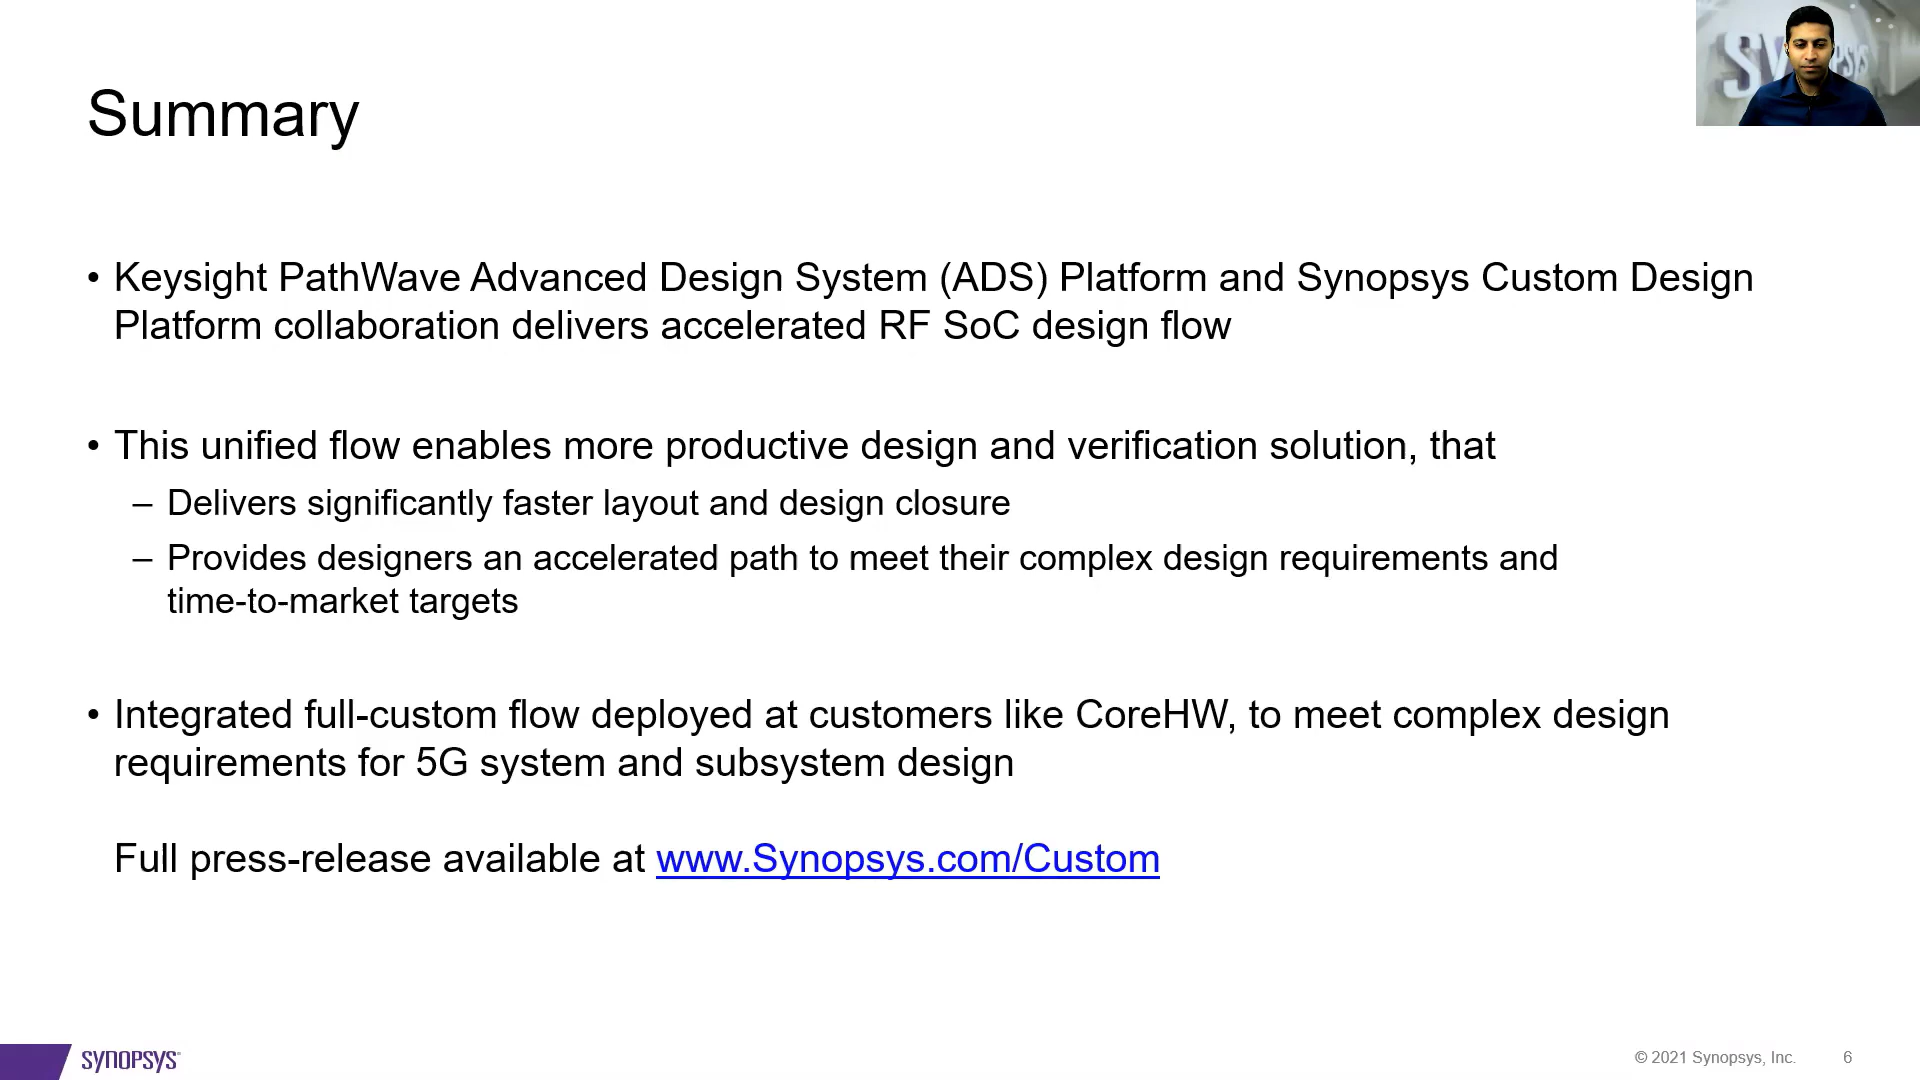 Summary
• Keysight PathWave Advanced Design System (ADS) Platform and Synopsys Custom Design
Platform collaboration delivers accelerated RF SoC design flow
• This unified flow enables more productive design and verification solution, that
– Delivers significantly faster layout and design closure
– Provides designers an accelerated path to meet their complex design requirements and
time-to-market targets
• Integrated full-custom flow deployed at customers like CoreHW, to meet complex design
requirements for 5G system and subsystem design
Full press-release available at www.Synopsys.com/Custom
SYNOPSYS
© 2021 Synopsys, Inc. 6